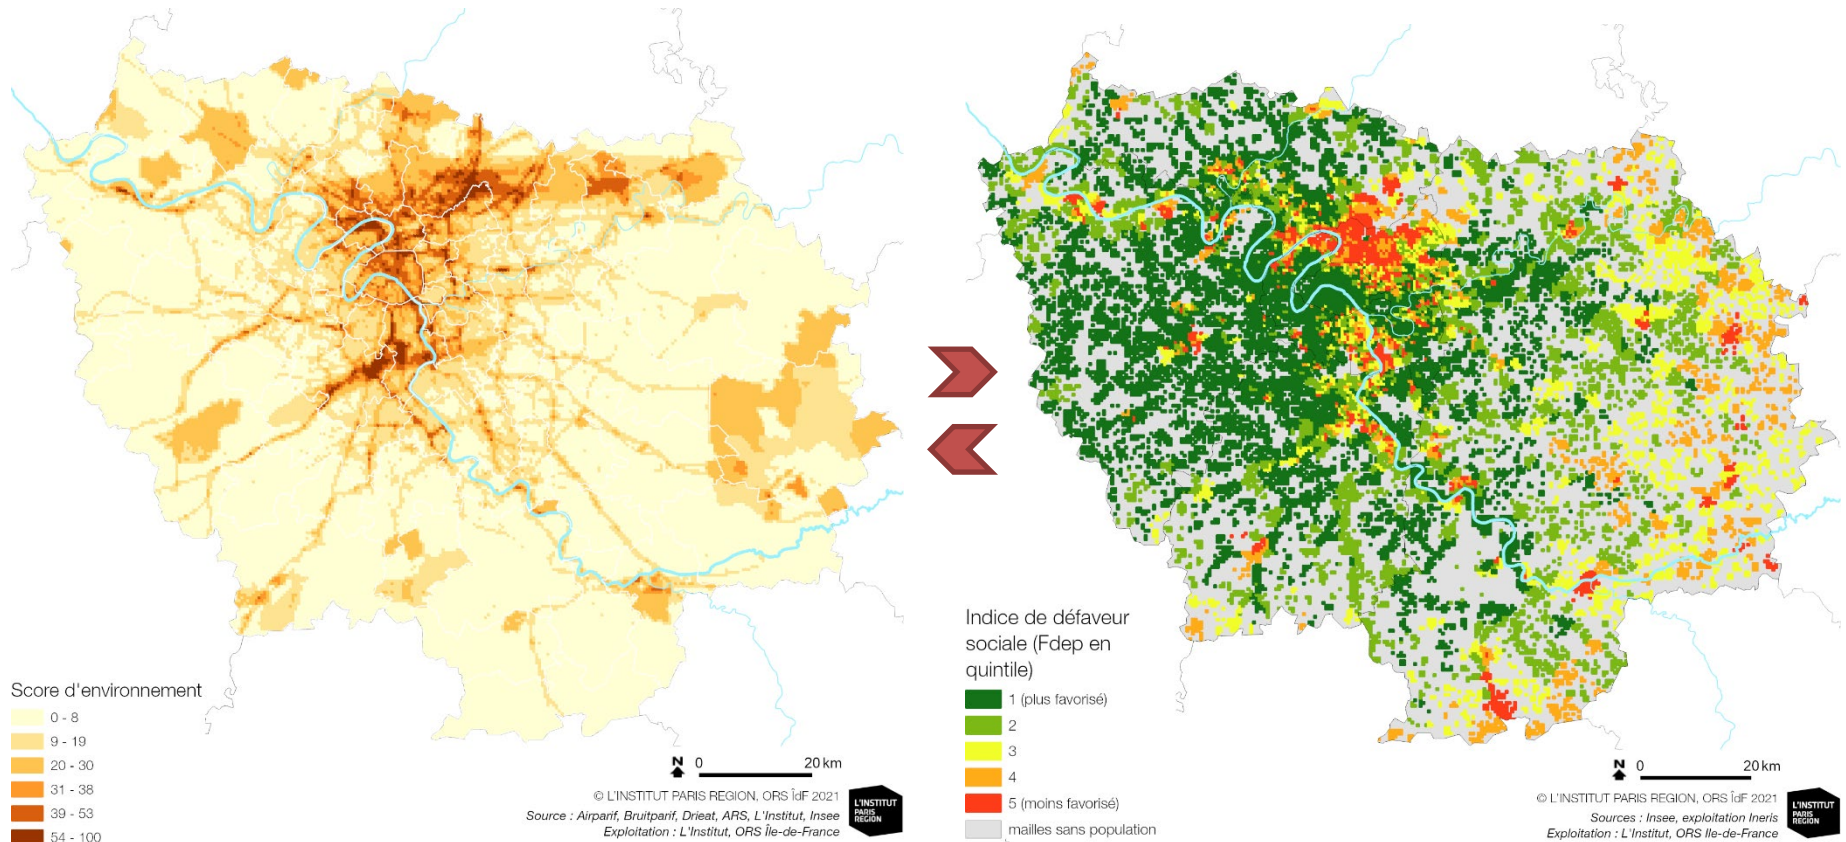 Score d'environnement
0 - 8
9 - 19
20 - 30
31 - 38
39 - 53
54 - 100
N
0 20 km
© L'INSTITUT PARIS REGION, ORS ÎdF 2021
Source : Airparif, Bruitparif, Drieat, ARS, L'Institut, Insee
Exploitation : L'Institut, ORS Île-de-France
L'INSTITUT
PARIS
REGION
Indice de défaveur
sociale (Fdep en
quintile)
1 (plus favorisé)
2
3
4
5 (moins favorisé)
mailles sans population
N
0 20 km
© L'INSTITUT PARIS REGION, ORS ÎdF 2021
Sources : Insee, exploitation Ineris
Exploitation : L'Institut, ORS Ile-de-France
L'INSTITUT
PARIS
REGION